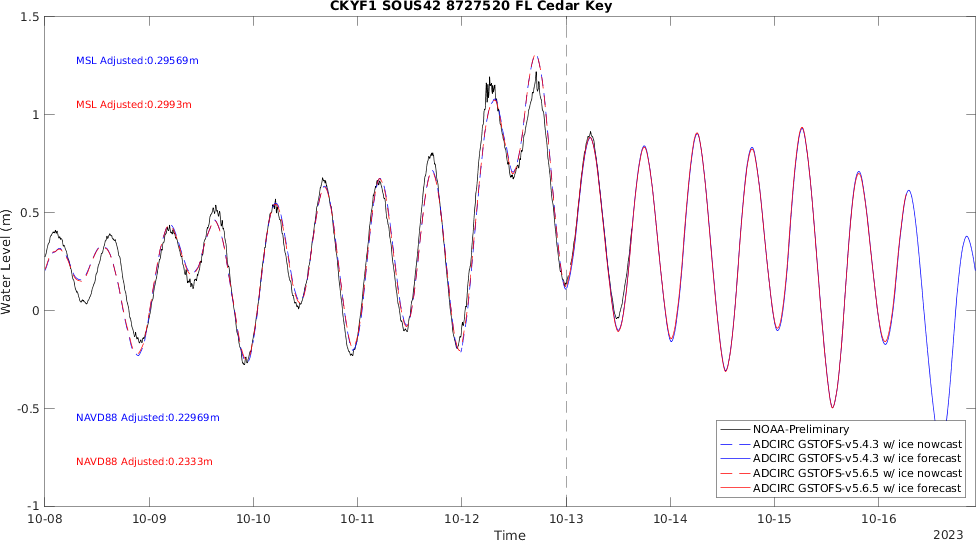 CKYF1 SOUS42 8727520 FL Cedar Key
1.5
MSL Adjusted:0.29569m
MSL Adjusted:0.2993m
1
0.5
Water Level (m)
0
-0.5
NAVD88 Adjusted:0.22969m
NAVD88 Adjusted:0.2333m
NOAA-Preliminary
ADCIRC GSTOFS-v5.4.3 w/ ice nowcast
ADCIRC GSTOFS-v5.4.3 w/ ice forecast
ADCIRC GSTOFS-v5.6.5 w/ ice nowcast
ADCIRC GSTOFS-v5.6.5 w/ ice forecast
-1
10-08 10-09 10-10 10-11 10-12 10-13 10-14 10-15 10-16
Time
2023